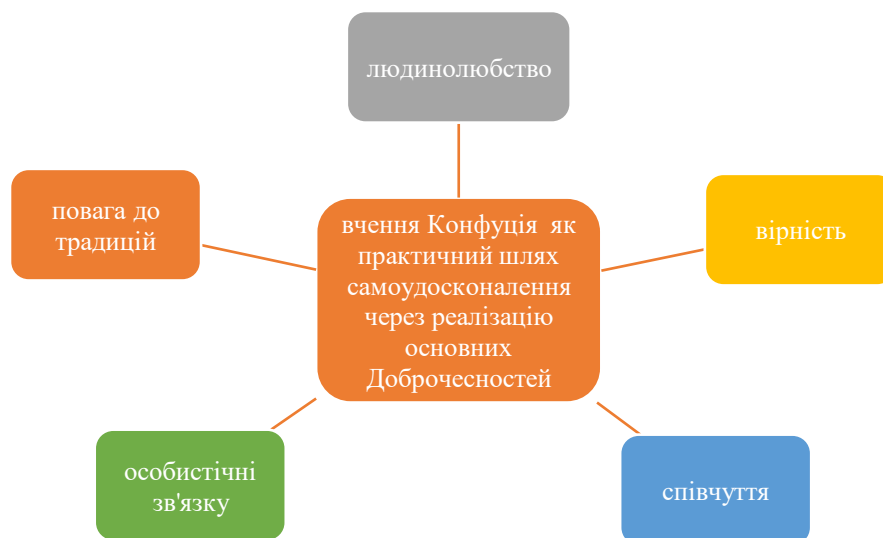 людинолюбство
повага до
традицій
вчення Конфуція як
практичний шлях
самоудосконалення
через реалізацію
основних
Доброчесностей
вірність
особистічні
зв'язку
співчуття